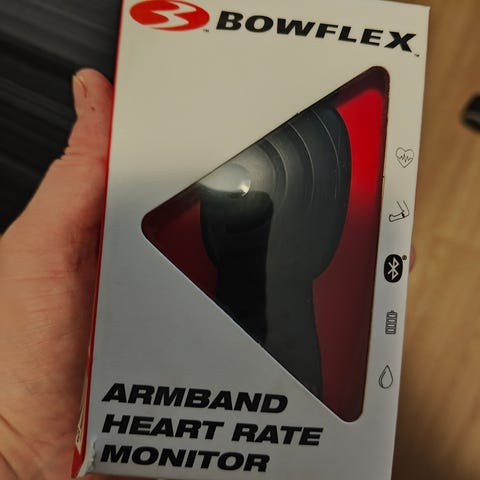 BOWFLEX
ARMBAND
HEART RATE
MONITOR